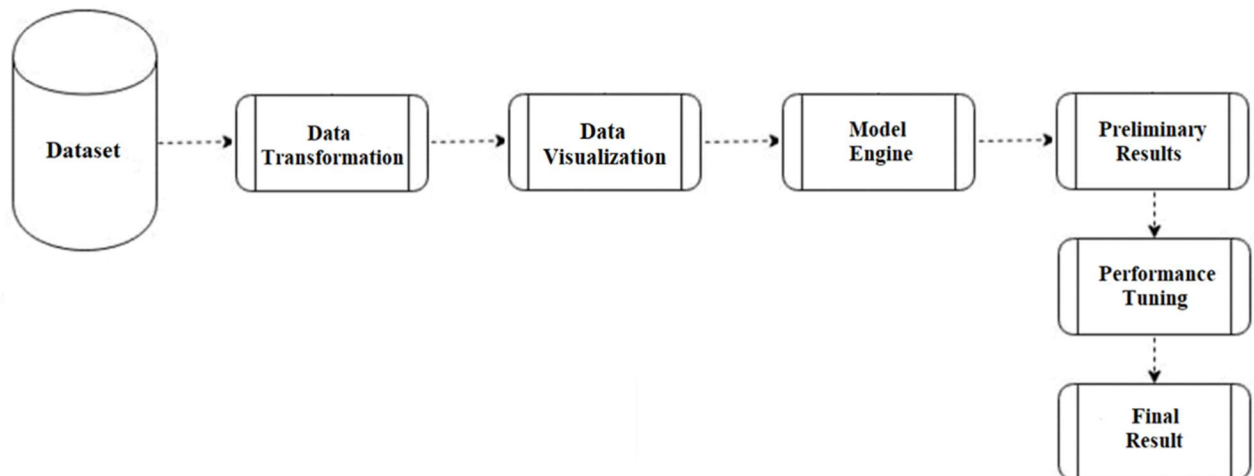 Dataset
Data
Transformation
Data
Visualization
Model
Engine
Preliminary
Results
Performance
Tuning
Final
Result